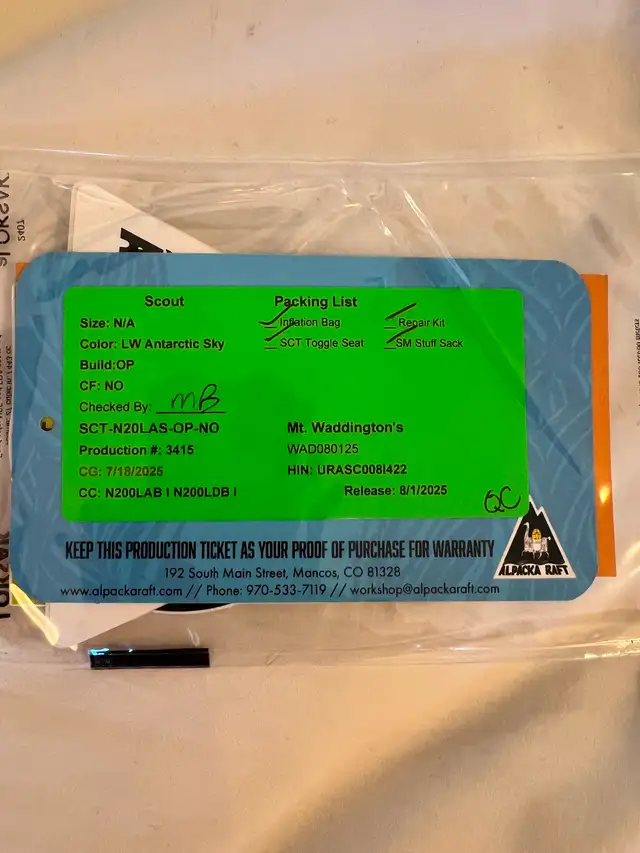 Scout
Packing List
Size: N/A
Inflation Bag
Repair Kit
Color: LW Antarctic Sky
SCT Toggle Seat
SM Stuff Sack
Build:OP
CF: NO
Checked By: MB
SCT-N20LAS-OP-NO
Mt. Waddington's
Production #: 3415
WAD080125
CG: 7/18/2025
HIN: URASC008I422
CC: N200LAB I N200LDB I
Release: 8/1/2025
QC
KEEP THIS PRODUCTION TICKET AS YOUR PROOF OF PURCHASE FOR WARRANTY
192 South Main Street, Mancos, CO 81328
www.alpackaraft.com // Phone: 970-533-7119 // workshop@alpackaraft.com
ALPACKA RAFT